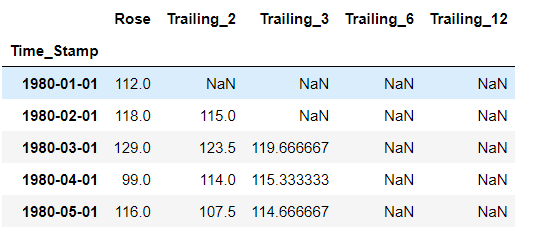 Rose Trailing_2 Trailing_3 Trailing_6 Trailing_12
Time_Stamp
1980-01-01 112.0 NaN NaN NaN NaN
1980-02-01 118.0 115.0 NaN NaN NaN
1980-03-01 129.0 123.5 119.666667 NaN NaN
1980-04-01 99.0 114.0 115.333333 NaN NaN
1980-05-01 116.0 107.5 114.666667 NaN NaN